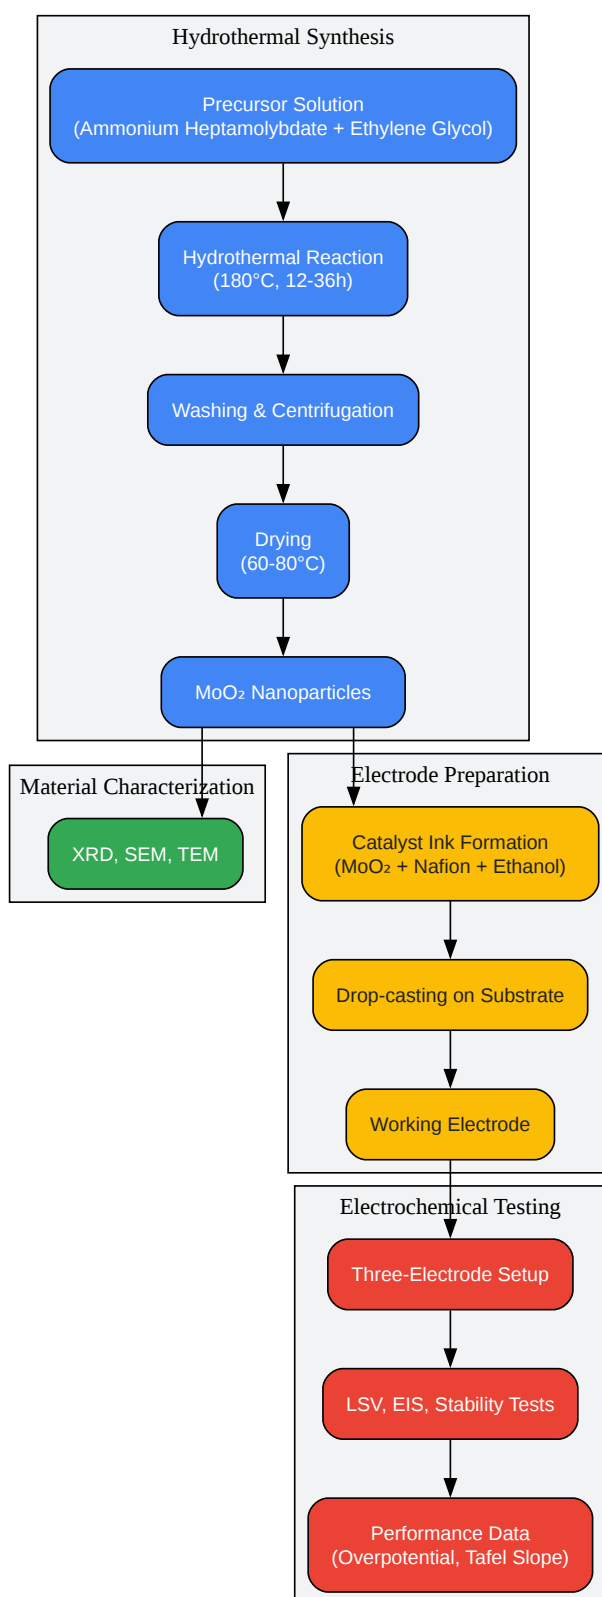 Hydrothermal Synthesis
Precursor Solution
(Ammonium Heptamolybdate + Ethylene Glycol)
Hydrothermal Reaction
(180°C, 12-36h)
Washing & Centrifugation
Drying
(60-80°C)
MoO₂ Nanoparticles
Material Characterization
XRD, SEM, TEM
Electrode Preparation
Catalyst Ink Formation
(MoO₂ + Nafion + Ethanol)
Drop-casting on Substrate
Working Electrode
Electrochemical Testing
Three-Electrode Setup
LSV, EIS, Stability Tests
Performance Data
(Overpotential, Tafel Slope)